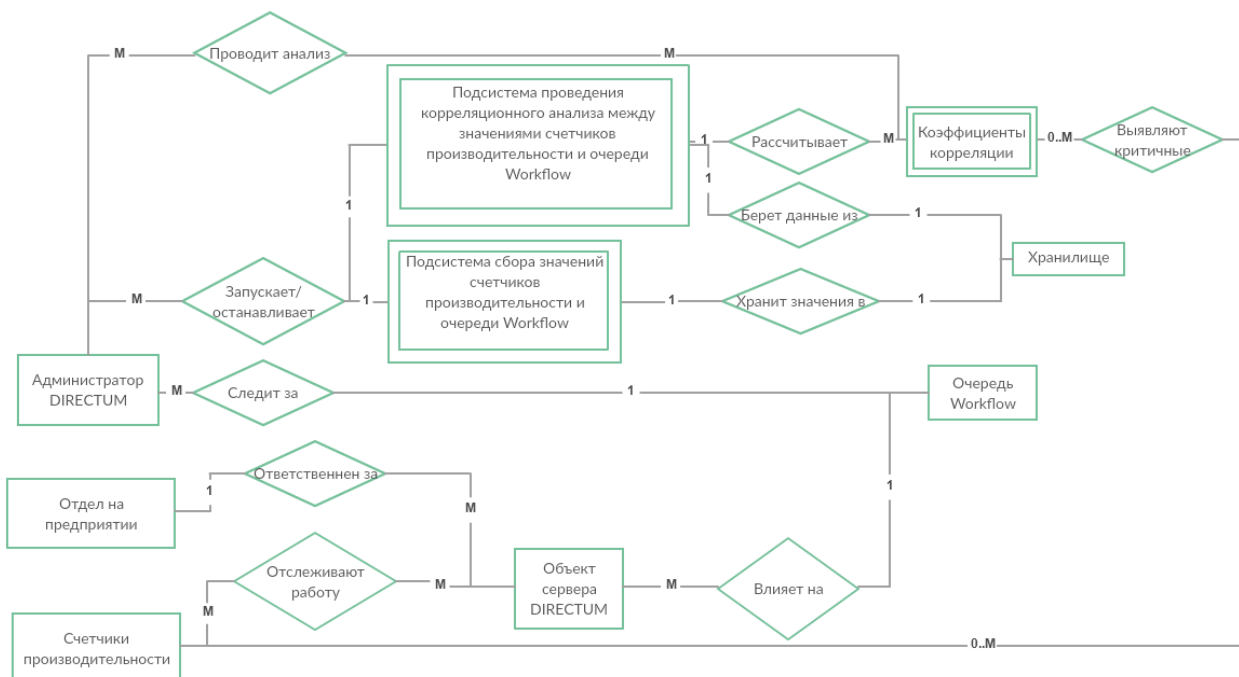 М
Проводит анализ
М
Подсистема проведения
корреляционного анализа между
значениями счетчиков
производительности и очереди
Workflow
1
Рассчитывает
М
Коэффициенты
корреляции
0..М
Выявляют
критичные
1
1
Берет данные из
1
Хранилище
Подсистема сбора значений
счетчиков
производительности и
очереди Workflow
М
Запускает/
останавливает
1
1
Хранит значения в
1
Администратор
DIRECTUM
М
Следит за
1
Очередь
Workflow
Ответственнен за
1
1
Отдел на
предприятии
М
Отслеживают
работу
М
Объект
сервера
DIRECTUM
М
Влияет на
М
Счетчики
производительности
0..М